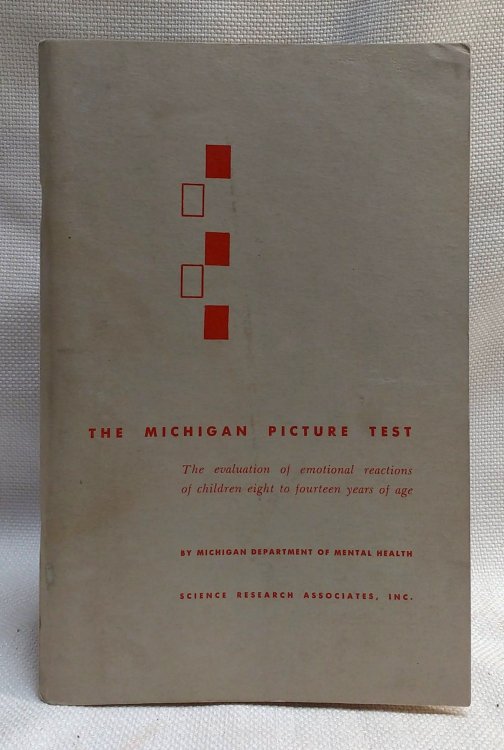 THE MICHIGAN PICTURE TEST
The evaluation of emotional reactions
of children eight to fourteen years of age
BY MICHIGAN DEPARTMENT OF MENTAL HEALTH
SCIENCE RESEARCH ASSOCIATES, INC.